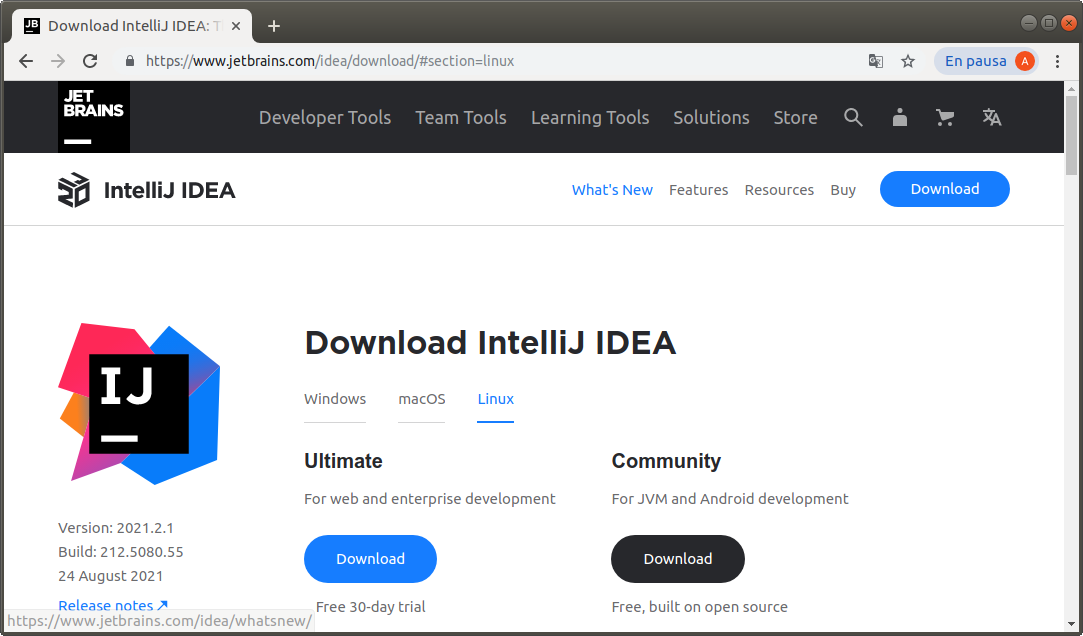 JB Download IntelliJ IDEA: T
https://www.jetbrains.com/idea/download/#section=linux
En pausa A
JET
BRAINS
Developer Tools Team Tools Learning Tools Solutions Store
IntelliJ IDEA
What's New Features Resources Buy Download
IJ
Download IntelliJ IDEA
Windows macOS Linux
Ultimate
For web and enterprise development
Download
Free 30-day trial
Community
For JVM and Android development
Download
Free, built on open source
Version: 2021.2.1
Build: 212.5080.55
24 August 2021
Release notes ↗
https://www.jetbrains.com/idea/whatsnew/